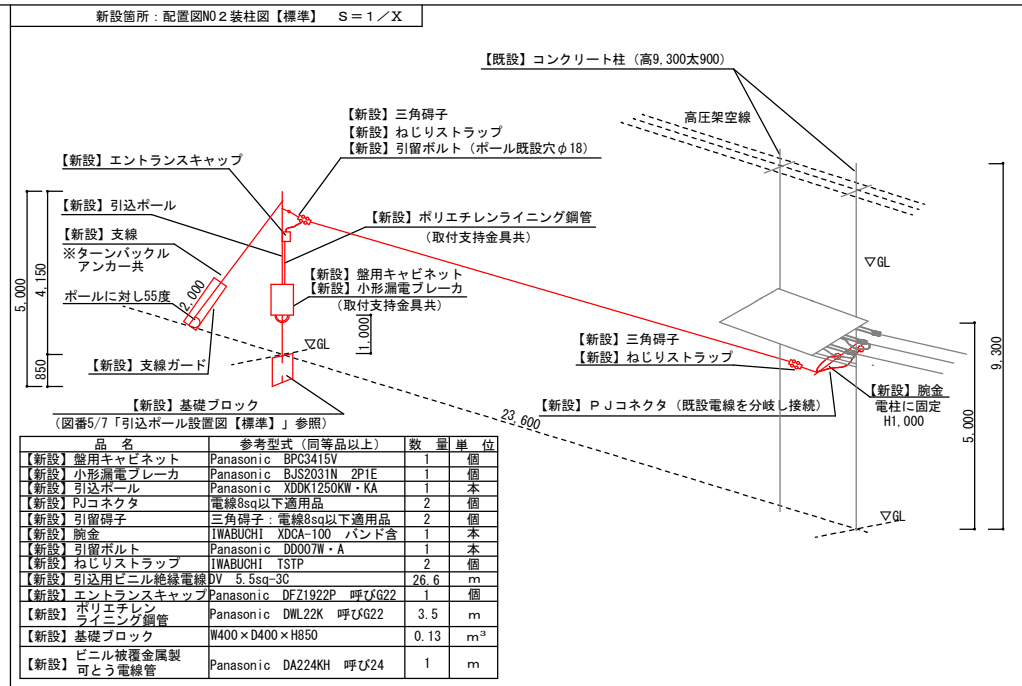 新設箇所：配置図NO２装柱図【標準】　Ｓ＝１／Ｘ
【既設】コンクリート柱（高9,300太900）
高圧架空線
【新設】三角碍子
【新設】ねじりストラップ
【新設】引留ボルト（ポール既設穴φ18）
【新設】エントランスキャップ
【新設】引込ポール
【新設】支線
※ターンバックル
アンカー共
ポールに対し55度
2,000
【新設】支線ガード
【新設】ポリエチレンライニング鋼管
（取付支持金具共）
【新設】盤用キャビネット
【新設】小形漏電ブレーカ
（取付支持金具共）
5,000
4,150
850
1,000
▽GL
▽GL
【新設】三角碍子
【新設】ねじりストラップ
【新設】ＰＪコネクタ（既設電線を分岐し接続）
【新設】腕金
電柱に固定
H1,000
9,300
5,000
▽GL
23,600
【新設】基礎ブロック
（図番5/7「引込ポール設置図【標準】」参照）
品　名　参考型式（同等品以上）　数　量　単　位
【新設】盤用キャビネット　Panasonic　BPC3415V　1　個
【新設】小形漏電ブレーカ　Panasonic　BJS2031N　2P1E　1　個
【新設】引込ポール　Panasonic　XDDK1250KW・KA　1　本
【新設】PJコネクタ　電線8sq以下適用品　2　個
【新設】引留碍子　三角碍子：電線8sq以下適用品　2　個
【新設】腕金　IWABUCHI　XDCA-100　バンド含　1　本
【新設】引留ボルト　Panasonic　DD007W・A　1　本
【新設】ねじりストラップ　IWABUCHI　TSTP　2　個
【新設】引込用ビニル絶縁電線　DV　5.5sq-3C　26.6　m
【新設】エントランスキャップ　Panasonic　DFZ1922P　呼びG22　1　個
【新設】ポリエチレンライニング鋼管　Panasonic　DWL22K　呼びG22　3.5　m
【新設】基礎ブロック　W400×D400×H850　0.13　m³
【新設】ビニル被覆金属製可とう電線管　Panasonic　DA224KH　呼び24　1　m